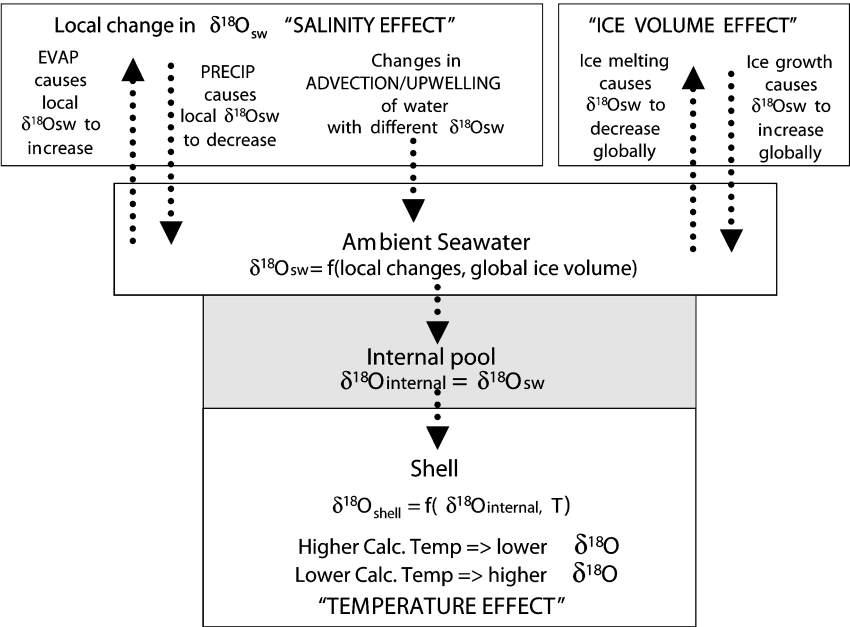 Local change in δ¹⁸Osw “SALINITY EFFECT”
EVAP
causes
local
δ¹⁸Osw to
increase
PRECIP
causes
local δ¹⁸Osw
to decrease
Changes in
ADVECTION/UPWELLING
of water
with different δ¹⁸Osw
“ICE VOLUME EFFECT”
Ice melting
causes
δ¹⁸Osw to
decrease
globally
Ice growth
causes
δ¹⁸Osw to
increase
globally
Ambient Seawater
δ¹⁸Osw= f(local changes, global ice volume)
Internal pool
δ¹⁸Ointernal = δ¹⁸Osw
Shell
δ¹⁸Oshell = f( δ¹⁸Ointernal, T)
Higher Calc. Temp => lower δ¹⁸O
Lower Calc. Temp => higher δ¹⁸O
“TEMPERATURE EFFECT”